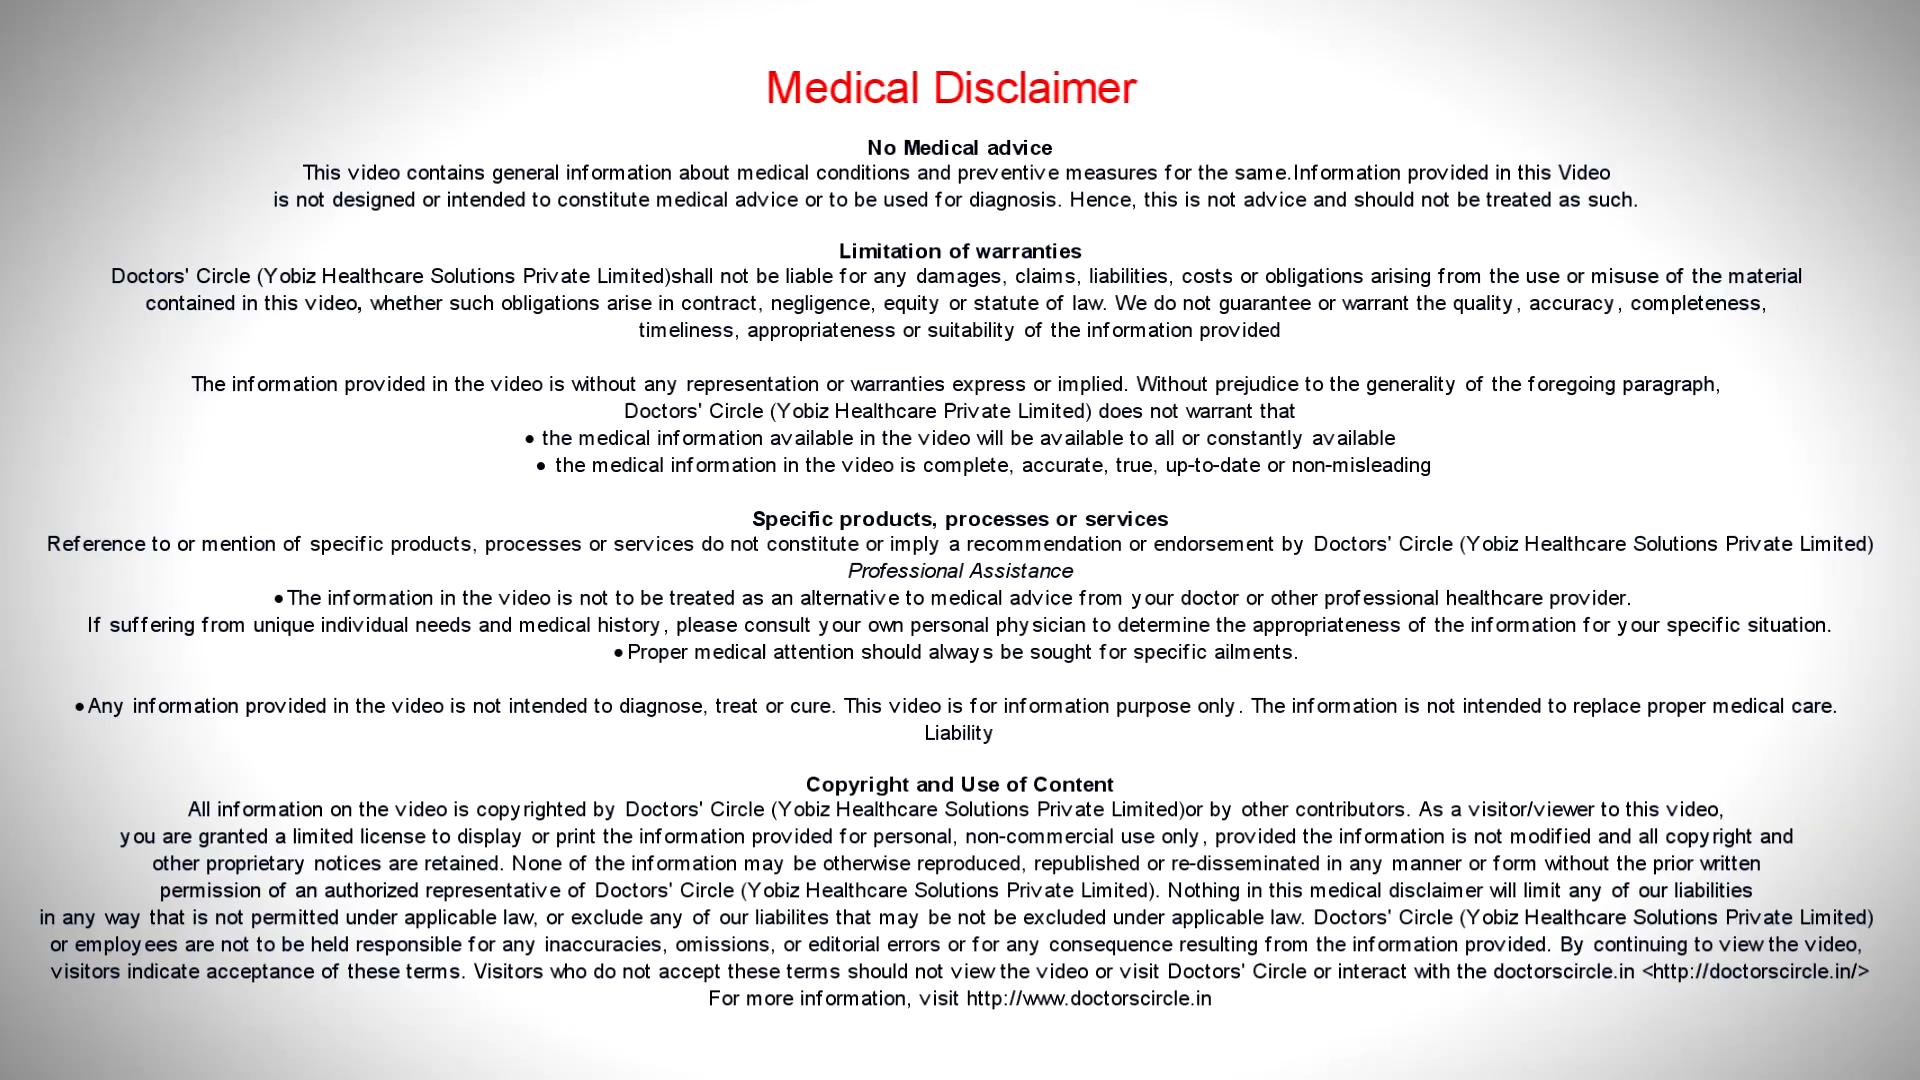 Medical Disclaimer
No Medical advice
This video contains general information about medical conditions and preventive measures for the same.Information provided in this Video
is not designed or intended to constitute medical advice or to be used for diagnosis. Hence, this is not advice and should not be treated as such.
Limitation of warranties
Doctors' Circle (Yobiz Healthcare Solutions Private Limited)shall not be liable for any damages, claims, liabilities, costs or obligations arising from the use or misuse of the material
contained in this video, whether such obligations arise in contract, negligence, equity or statute of law. We do not guarantee or warrant the quality, accuracy, completeness,
timeliness, appropriateness or suitability of the information provided
The information provided in the video is without any representation or warranties express or implied. Without prejudice to the generality of the foregoing paragraph,
Doctors' Circle (Yobiz Healthcare Private Limited) does not warrant that
• the medical information available in the video will be available to all or constantly available
• the medical information in the video is complete, accurate, true, up-to-date or non-misleading
Specific products, processes or services
Reference to or mention of specific products, processes or services do not constitute or imply a recommendation or endorsement by Doctors' Circle (Yobiz Healthcare Solutions Private Limited)
Professional Assistance
•The information in the video is not to be treated as an alternative to medical advice from your doctor or other professional healthcare provider.
If suffering from unique individual needs and medical history, please consult your own personal physician to determine the appropriateness of the information for your specific situation.
•Proper medical attention should always be sought for specific ailments.
•Any information provided in the video is not intended to diagnose, treat or cure. This video is for information purpose only. The information is not intended to replace proper medical care.
Liability
Copyright and Use of Content
All information on the video is copyrighted by Doctors' Circle (Yobiz Healthcare Solutions Private Limited)or by other contributors. As a visitor/viewer to this video,
you are granted a limited license to display or print the information provided for personal, non-commercial use only, provided the information is not modified and all copyright and
other proprietary notices are retained. None of the information may be otherwise reproduced, republished or re-disseminated in any manner or form without the prior written
permission of an authorized representative of Doctors' Circle (Yobiz Healthcare Solutions Private Limited). Nothing in this medical disclaimer will limit any of our liabilities
in any way that is not permitted under applicable law, or exclude any of our liabilites that may be not be excluded under applicable law. Doctors' Circle (Yobiz Healthcare Solutions Private Limited)
or employees are not to be held responsible for any inaccuracies, omissions, or editorial errors or for any consequence resulting from the information provided. By continuing to view the video,
visitors indicate acceptance of these terms. Visitors who do not accept these terms should not view the video or visit Doctors' Circle or interact with the doctorscircle.in <http://doctorscircle.in/>
For more information, visit http://www.doctorscircle.in